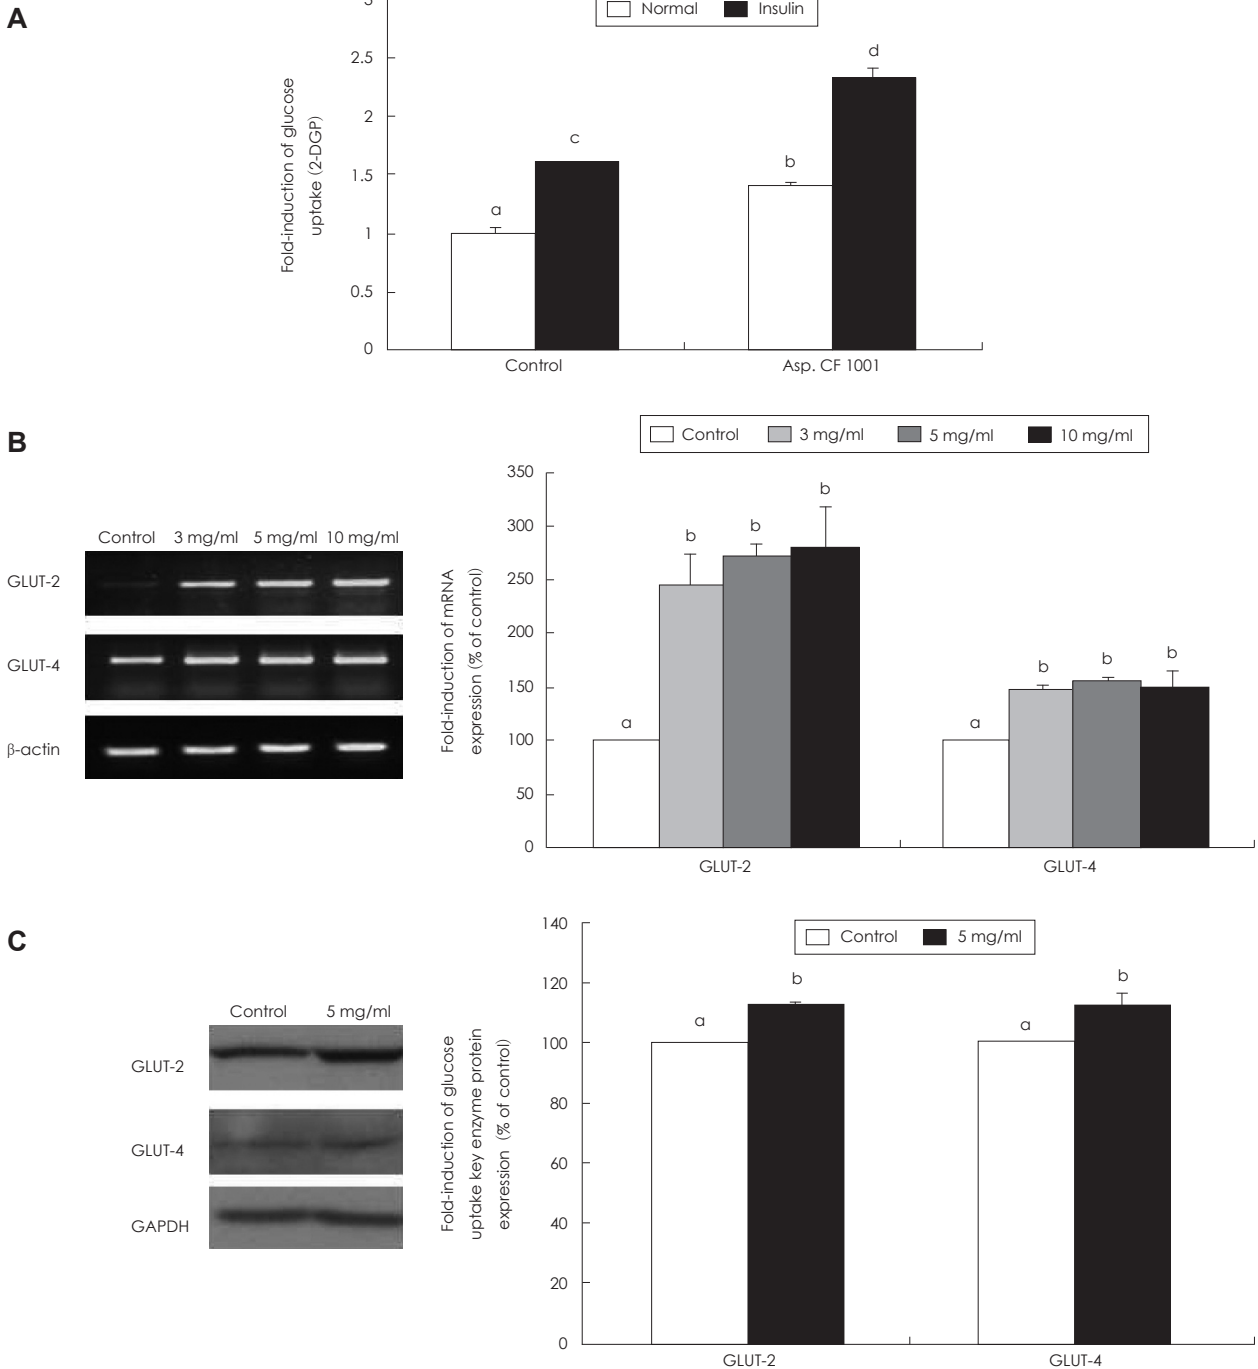 A
3
Normal Insulin
2.5
2
1.5
1
0.5
0
Fold-induction of glucose
uptake (2-DGP)
a
c
b
d
Control Asp. CF 1001
B
Control 3 mg/ml 5 mg/ml 10 mg/ml
GLUT-2
GLUT-4
β-actin
Control 3 mg/ml 5 mg/ml 10 mg/ml
350
300
250
200
150
100
50
0
Fold-induction of mRNA
expression (% of control)
a b b b
a b b b
GLUT-2 GLUT-4
C
Control 5 mg/ml
GLUT-2
GLUT-4
GAPDH
Control 5 mg/ml
140
120
100
80
60
40
20
0
Fold-induction of glucose
uptake key enzyme protein
expression (% of control)
a b
a b
GLUT-2 GLUT-4